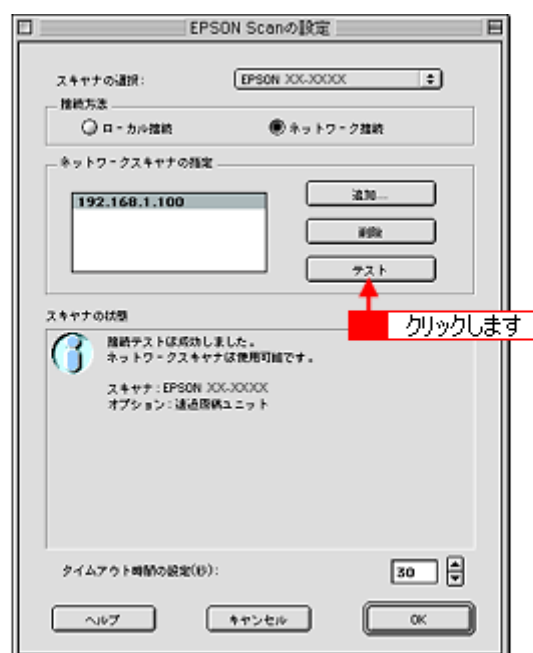 EPSON Scanの設定
スキャナの選択:
EPSON XX-XXXX
接続方法
ローカル接続
ネットワーク接続
ネットワークスキャナの指定
192.168.1.100
追加...
削除
テスト
クリックします
スキャナの状態
接続テストは成功しました。
ネットワークスキャナは使用可能です。
スキャナ:EPSON XX-XXXX
オプション:透過原稿ユニット
タイムアウト時間の設定(秒):
30
ヘルプ
キャンセル
OK